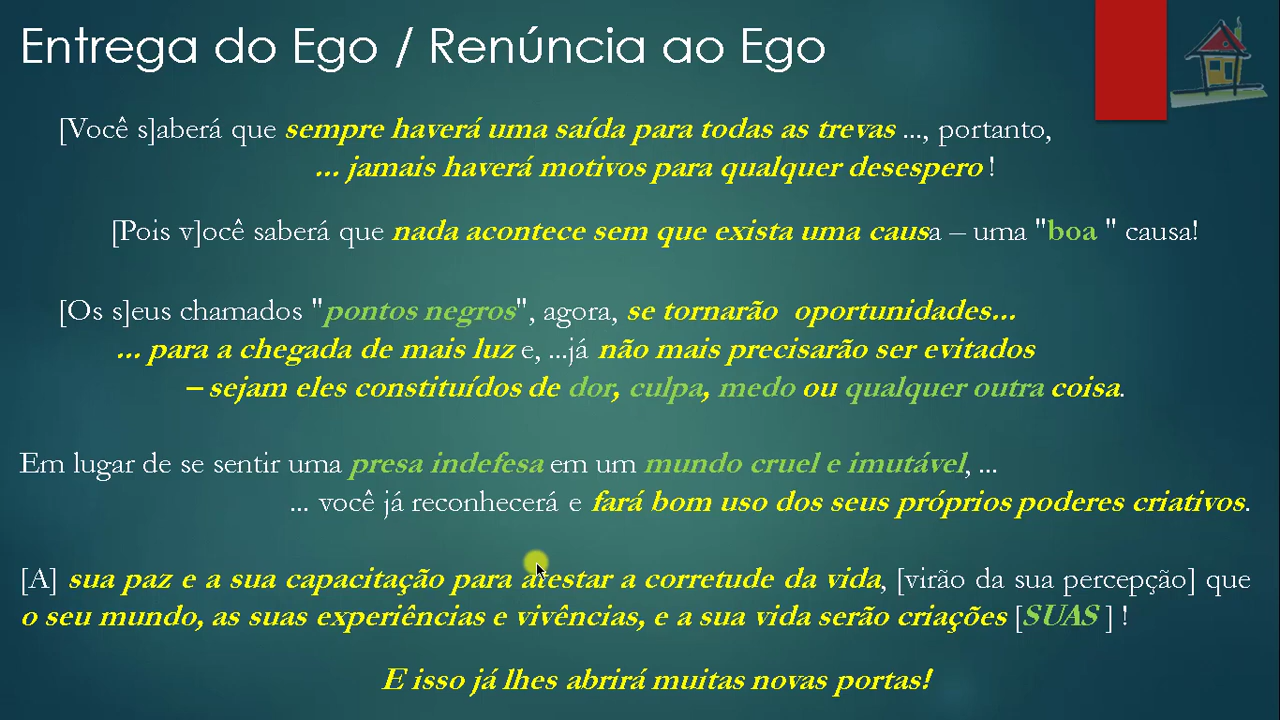 Entrega do Ego / Renúncia ao Ego
[Você s]aberá que sempre haverá uma saída para todas as trevas ..., portanto,
... jamais haverá motivos para qualquer desespero !
[Pois v]ocê saberá que nada acontece sem que exista uma causa – uma "boa " causa!
[Os s]eus chamados "pontos negros", agora, se tornarão oportunidades...
... para a chegada de mais luz e, ...já não mais precisarão ser evitados
– sejam eles constituídos de dor, culpa, medo ou qualquer outra coisa.
Em lugar de se sentir uma presa indefesa em um mundo cruel e imutável, ...
... você já reconhecerá e fará bom uso dos seus próprios poderes criativos.
[A] sua paz e a sua capacitação para atestar a corretude da vida, [virão da sua percepção] que
o seu mundo, as suas experiências e vivências, e a sua vida serão criações [SUAS ] !
E isso já lhes abrirá muitas novas portas!